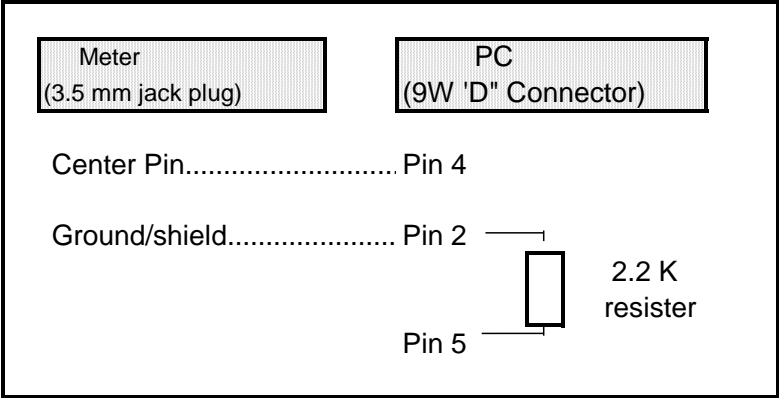 Meter
(3.5 mm jack plug)
PC
(9W 'D" Connector)
Center Pin............................ Pin 4
Ground/shield...................... Pin 2
2.2 K
resister
Pin 5